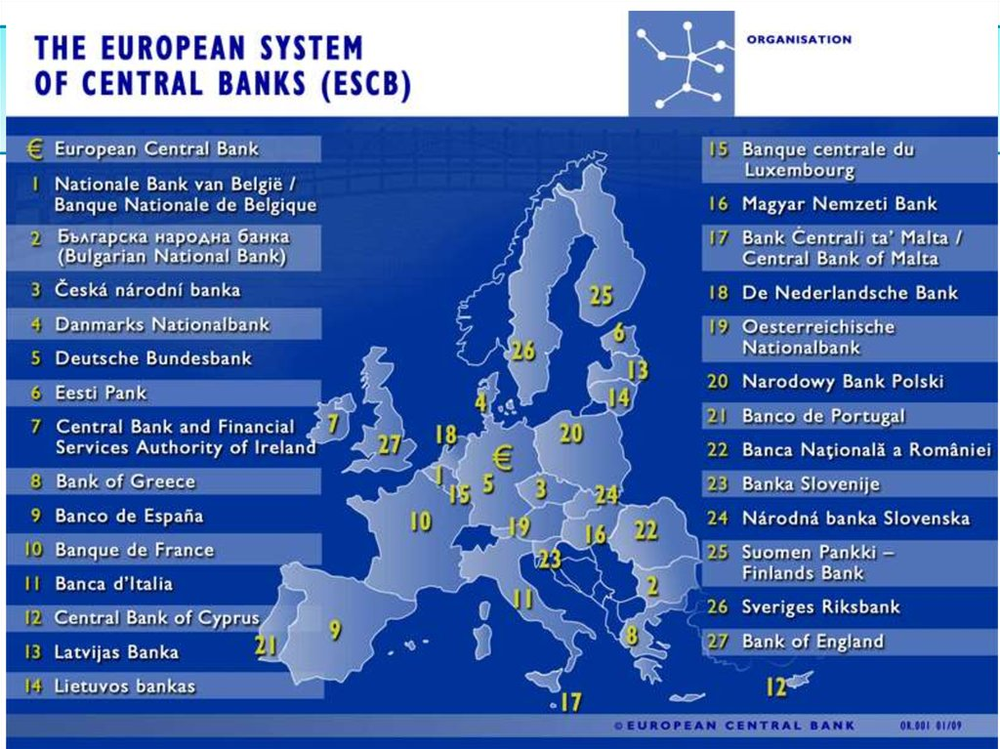 THE EUROPEAN SYSTEM
OF CENTRAL BANKS (ESCB)
ORGANISATION
€ European Central Bank
1 Nationale Bank van België /
Banque Nationale de Belgique
2 Българска народна банка
(Bulgarian National Bank)
3 Česká národní banka
4 Danmarks Nationalbank
5 Deutsche Bundesbank
6 Eesti Pank
7 Central Bank and Financial
Services Authority of Ireland
8 Bank of Greece
9 Banco de España
10 Banque de France
11 Banca d'Italia
12 Central Bank of Cyprus
13 Latvijas Banka
14 Lietuvos bankas
15 Banque centrale du
Luxembourg
16 Magyar Nemzeti Bank
17 Bank Ċentrali ta' Malta /
Central Bank of Malta
18 De Nederlandsche Bank
19 Oesterreichische
Nationalbank
20 Narodowy Bank Polski
21 Banco de Portugal
22 Banca Naţională a României
23 Banka Slovenije
24 Národná banka Slovenska
25 Suomen Pankki –
Finlands Bank
26 Sveriges Riksbank
27 Bank of England
25
6
26
13
14
4
7
27
18
20
€
1
15
5
3
24
10
19
16
22
23
2
11
9
8
21
12
17
© EUROPEAN CENTRAL BANK
OR.001 01/09